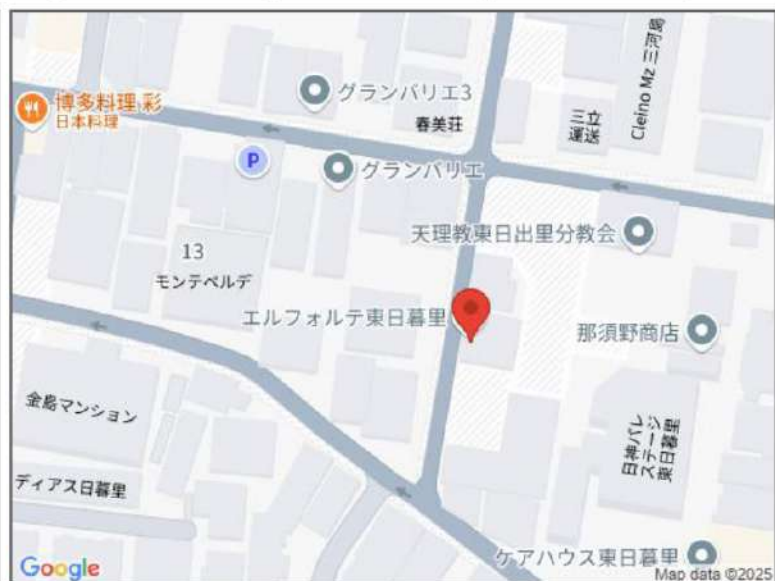 Cleino Mz 三河島
グランバリエ3
博多料理 彩
日本料理
春美荘
三立
運送
P
グランバリエ
天理教東日出里分教会
13
モンテベルデ
エルフォルテ東日暮里
那須野商店
金島マンション
日神パレ
ステージ
東日暮里
ディアス日暮里
ケアハウス東日暮里
Google
Map data ©2025